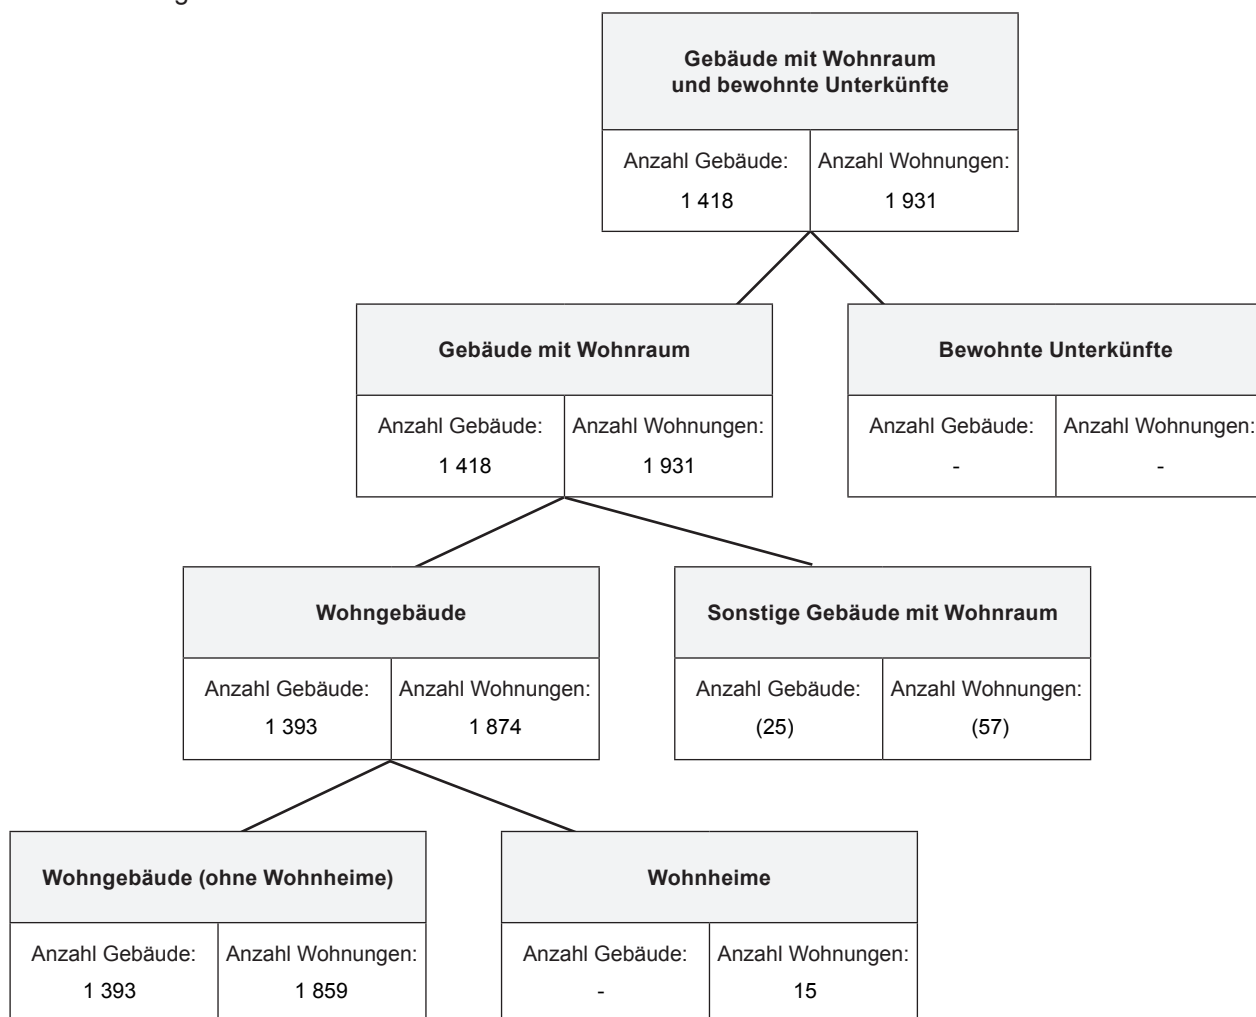 Gebäude mit Wohnraum
und bewohnte Unterkünfte
Anzahl Gebäude: Anzahl Wohnungen:
1 418 1 931
Gebäude mit Wohnraum
Anzahl Gebäude: Anzahl Wohnungen:
1 418 1 931
Bewohnte Unterkünfte
Anzahl Gebäude: Anzahl Wohnungen:
- -
Wohngebäude
Anzahl Gebäude: Anzahl Wohnungen:
1 393 1 874
Sonstige Gebäude mit Wohnraum
Anzahl Gebäude: Anzahl Wohnungen:
(25) (57)
Wohngebäude (ohne Wohnheime)
Anzahl Gebäude: Anzahl Wohnungen:
1 393 1 859
Wohnheime
Anzahl Gebäude: Anzahl Wohnungen:
- 15